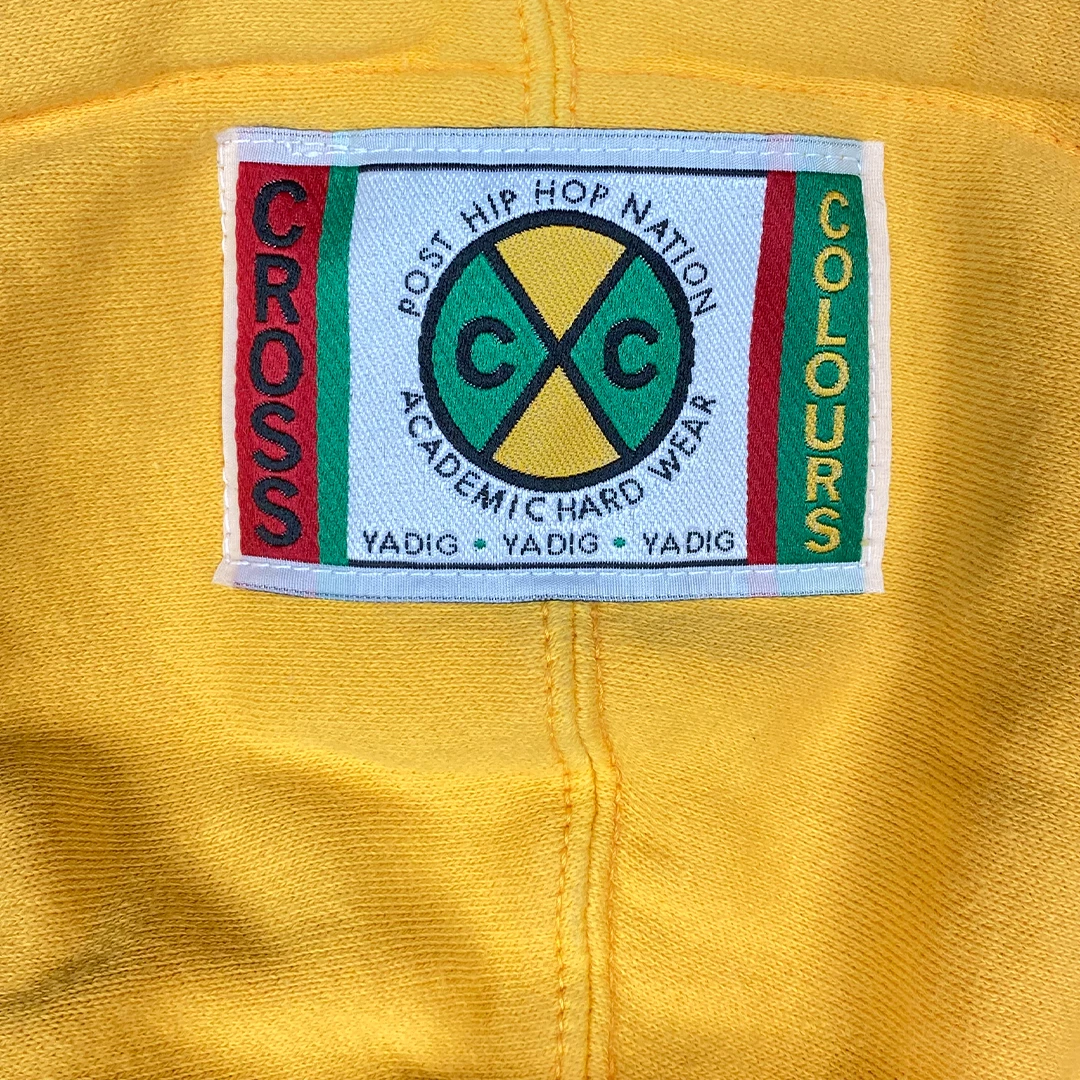 CROSS
POST HIP HOP NATION
C C
ACADEMIC HARD WEAR
YADIG • YADIG • YADIG
COLOURS